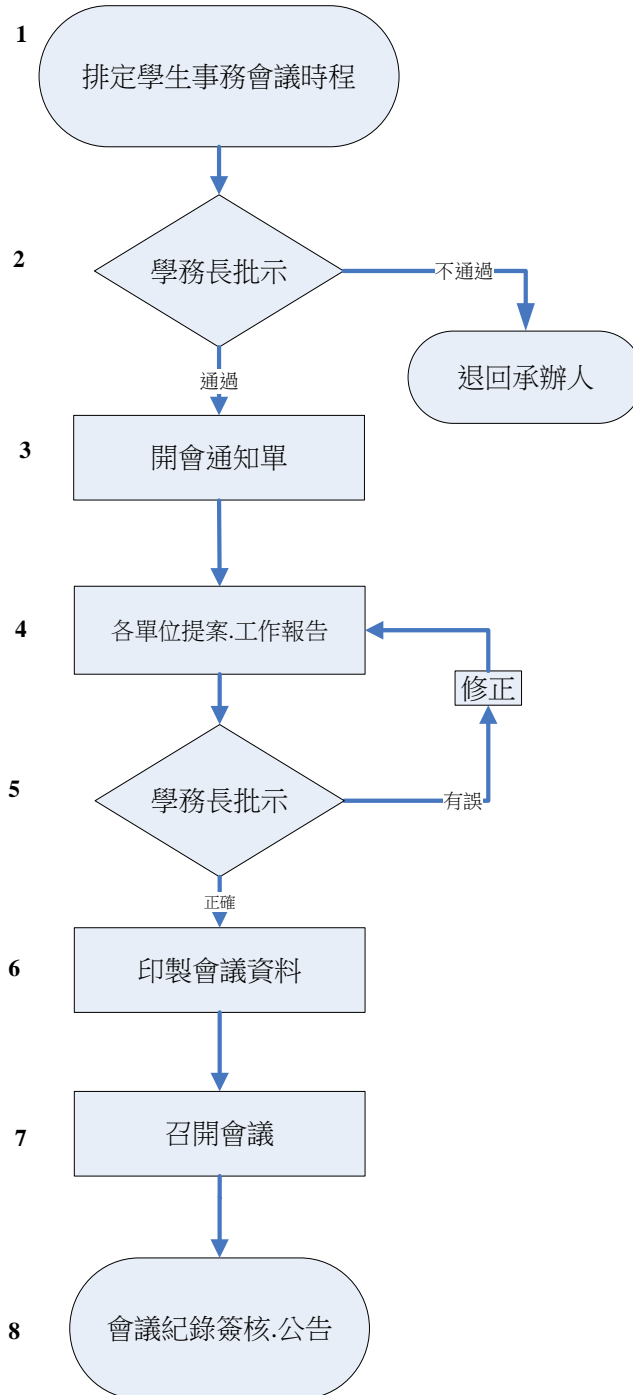 1
排定學生事務會議時程
2
學務長批示
不通過
退回承辦人
通過
3
開會通知單
4
各單位提案.工作報告
修正
5
學務長批示
有誤
正確
6
印製會議資料
7
召開會議
8
會議紀錄簽核.公告